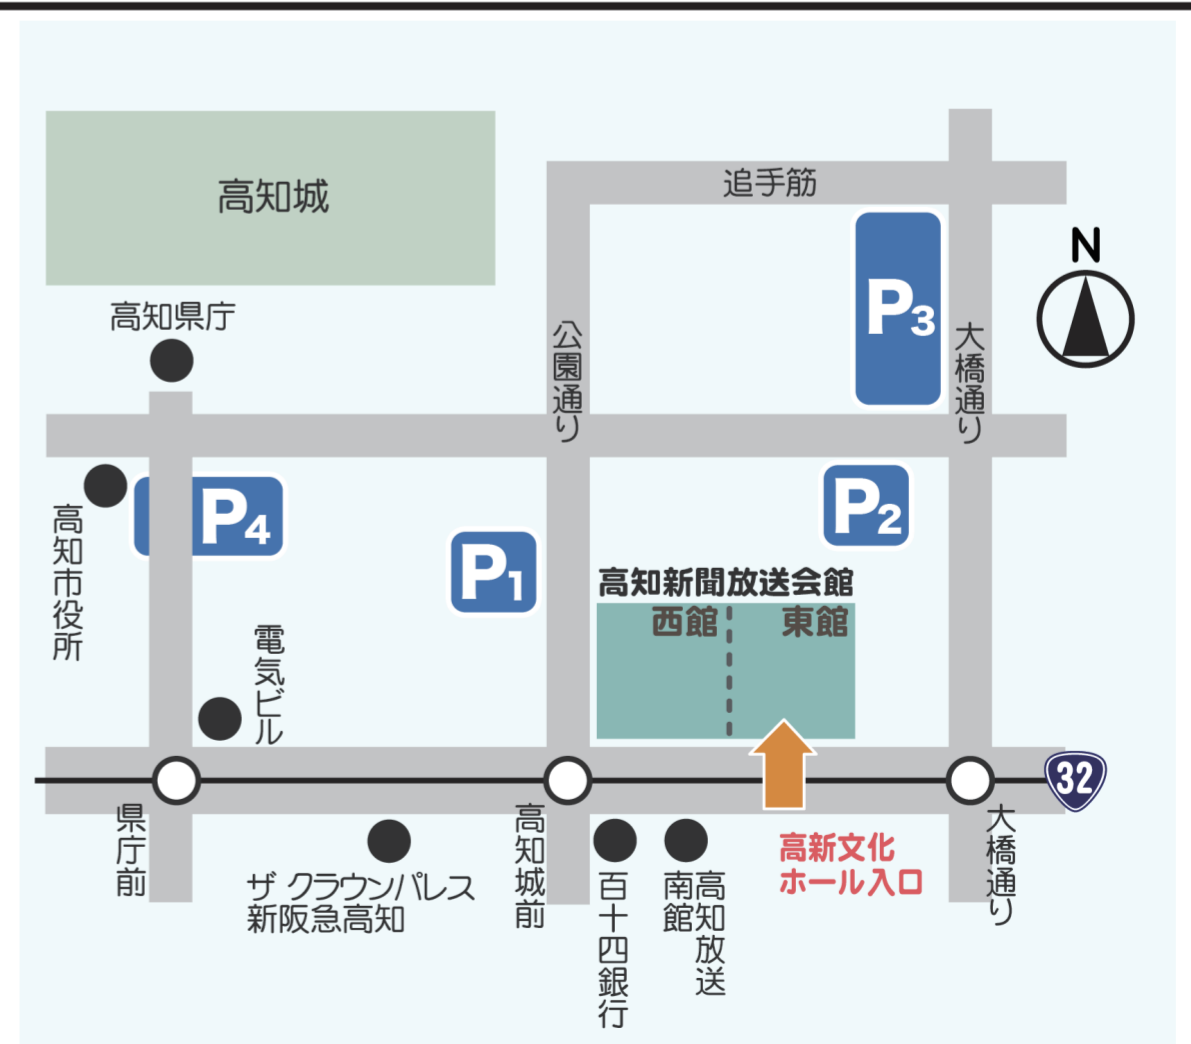 高知城
追手筋
N
高知県庁
P3
公園通り
大橋通り
高知市役所
P4
P1
P2
高知新聞放送会館
西館
東館
電気ビル
32
県庁前
高知城前
大橋通り
ザ クラウンパレス
新阪急高知
百十四銀行
高知放送
南館
高新文化
ホール入口